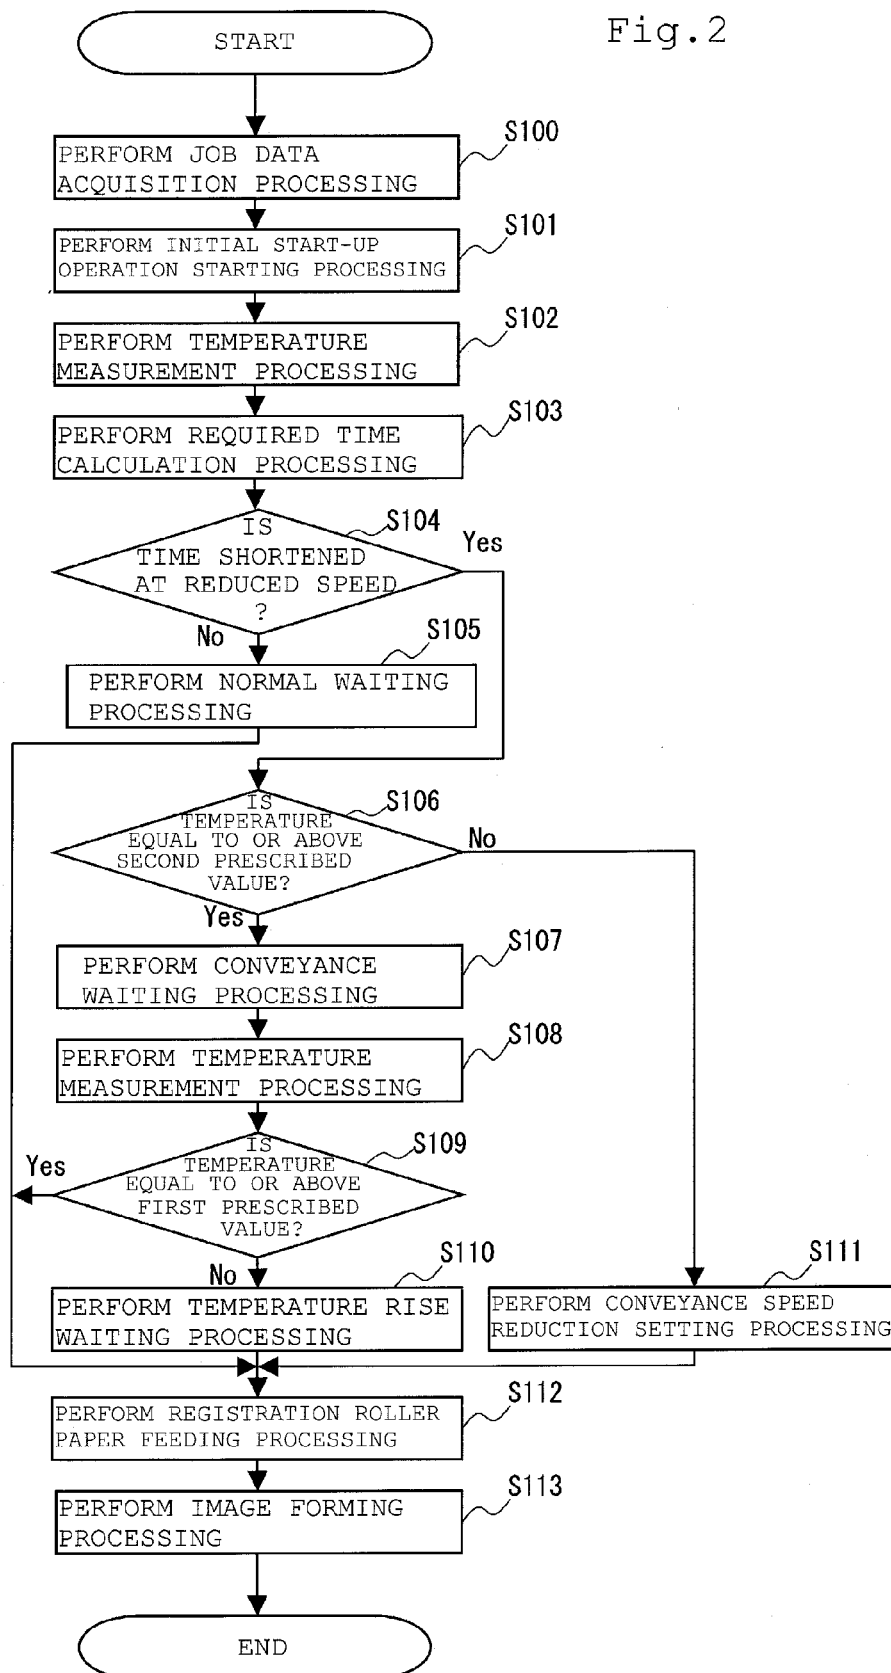 Fig.2
START
S100
PERFORM JOB DATA
ACQUISITION PROCESSING
S101
PERFORM INITIAL START-UP
OPERATION STARTING PROCESSING
S102
PERFORM TEMPERATURE
MEASUREMENT PROCESSING
S103
PERFORM REQUIRED TIME
CALCULATION PROCESSING
S104
IS
TIME SHORTENED
AT REDUCED SPEED
?
Yes
No
S105
PERFORM NORMAL WAITING
PROCESSING
S106
IS
TEMPERATURE
EQUAL TO OR ABOVE
SECOND PRESCRIBED
VALUE?
No
Yes
S107
PERFORM CONVEYANCE
WAITING PROCESSING
S108
PERFORM TEMPERATURE
MEASUREMENT PROCESSING
S109
IS
TEMPERATURE
EQUAL TO OR ABOVE
FIRST PRESCRIBED
VALUE?
Yes
No
S110
PERFORM TEMPERATURE RISE
WAITING PROCESSING
S111
PERFORM CONVEYANCE SPEED
REDUCTION SETTING PROCESSING
S112
PERFORM REGISTRATION ROLLER
PAPER FEEDING PROCESSING
S113
PERFORM IMAGE FORMING
PROCESSING
END